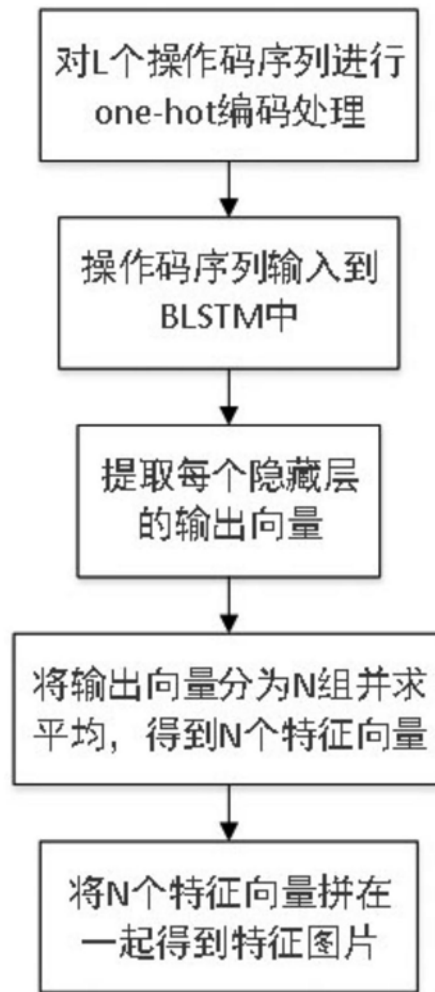 对L个操作码序列进行
one-hot编码处理
操作码序列输入到
BLSTM中
提取每个隐藏层
的输出向量
将输出向量分为N组并求
平均，得到N个特征向量
将N个特征向量拼在
一起得到特征图片